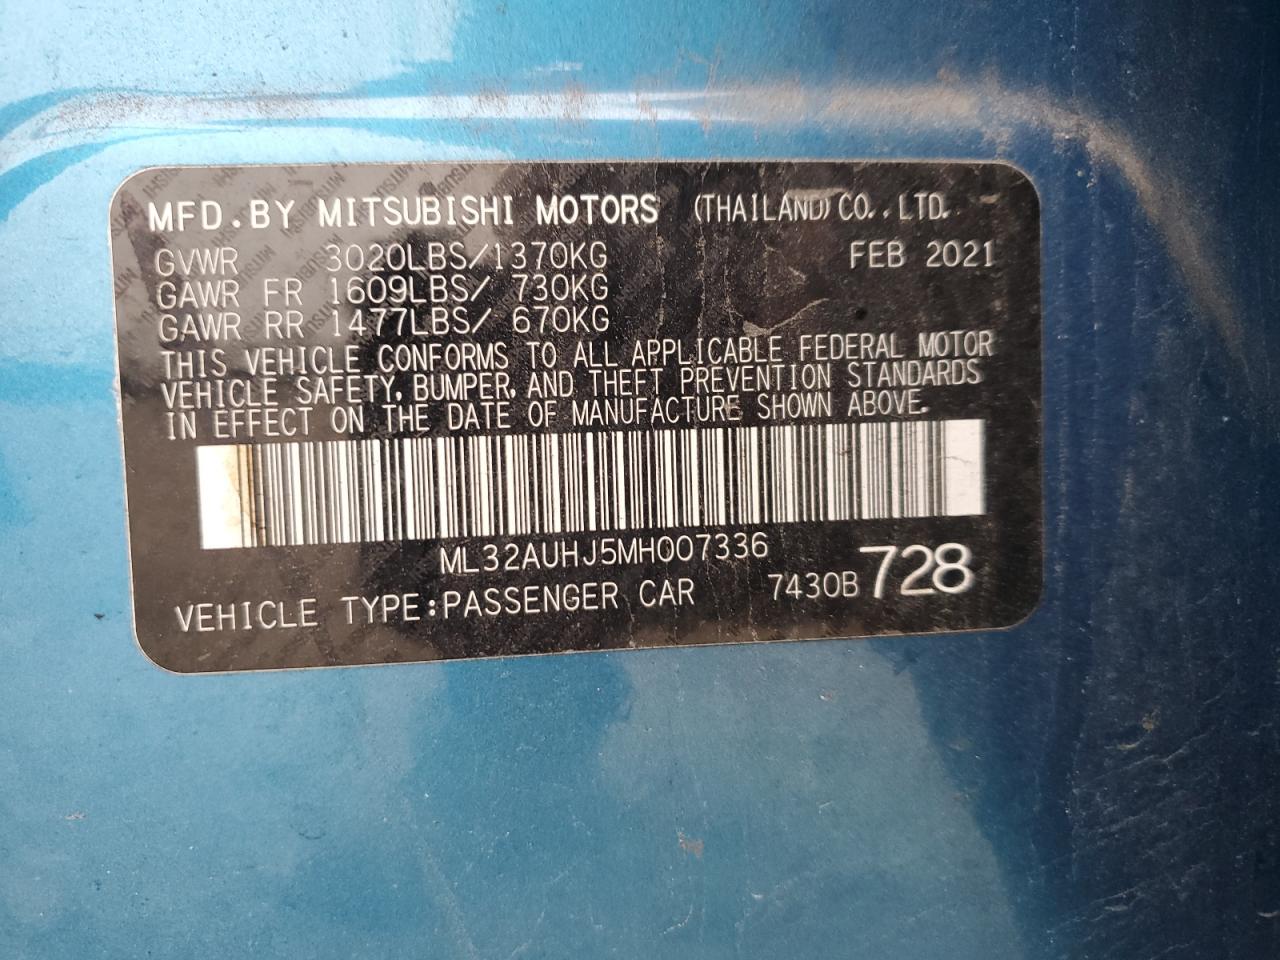 MFD.BY MITSUBISHI MOTORS (THAILAND) CO.,LTD.
GVWR 3020LBS/1370KG FEB 2021
GAWR FR 1609LBS/ 730KG
GAWR RR 1477LBS/ 670KG
THIS VEHICLE CONFORMS TO ALL APPLICABLE FEDERAL MOTOR
VEHICLE SAFETY, BUMPER, AND THEFT PREVENTION STANDARDS
IN EFFECT ON THE DATE OF MANUFACTURE SHOWN ABOVE.
ML32AUHJ5MH007336
7430B 728
VEHICLE TYPE:PASSENGER CAR